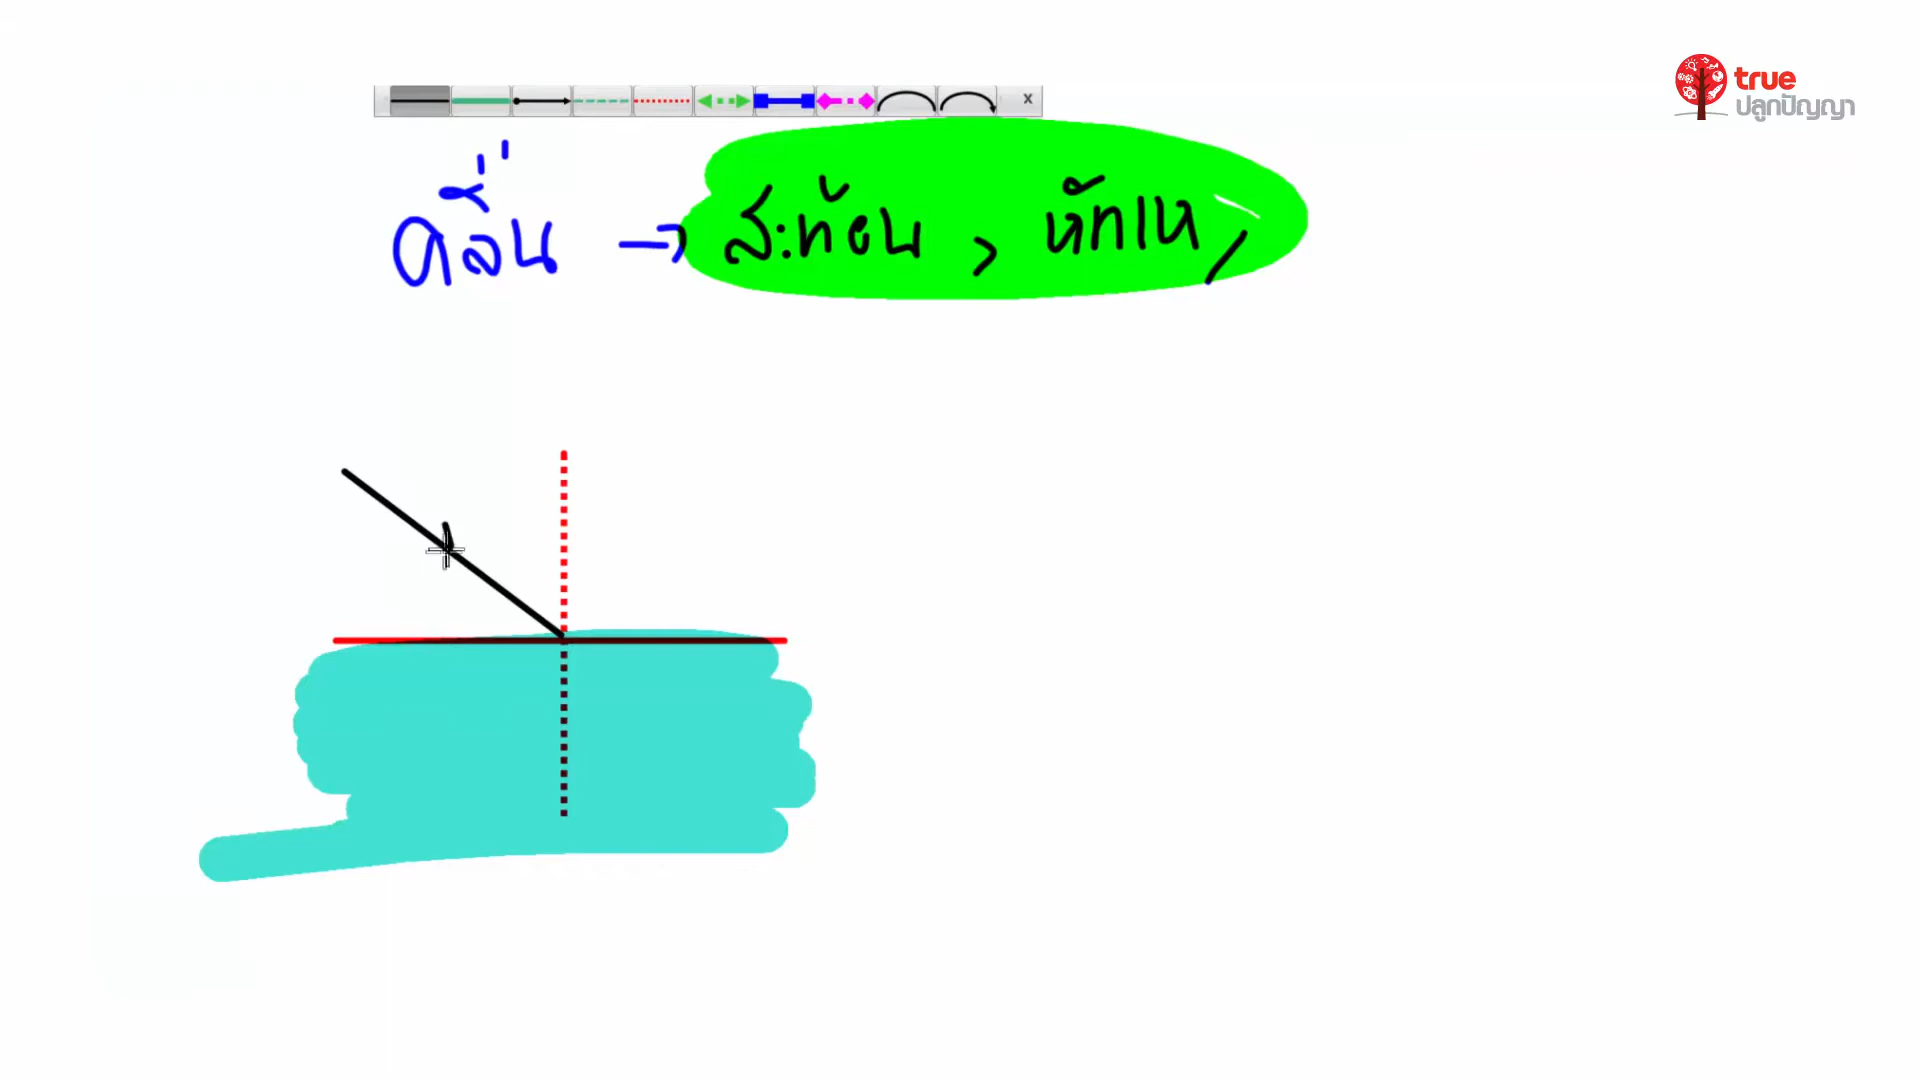 true
ปลูกปัญญา
คลื่น → สะท้อน , หักเห ,